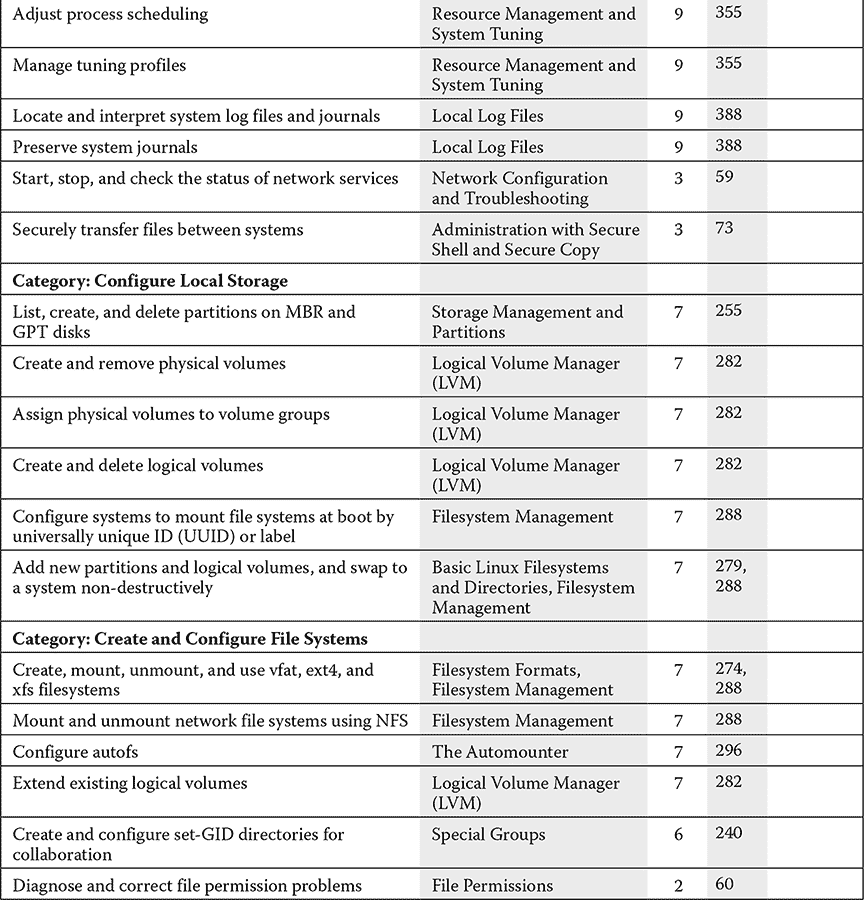 Adjust process scheduling Resource Management and 9 355
System Tuning
Manage tuning profiles Resource Management and 9 355
System Tuning
Locate and interpret system log files and journals Local Log Files 9 388
Preserve system journals Local Log Files 9 388
Start, stop, and check the status of network services Network Configuration 3 59
and Troubleshooting
Securely transfer files between systems Administration with Secure 3 73
Shell and Secure Copy
Category: Configure Local Storage
List, create, and delete partitions on MBR and Storage Management and 7 255
GPT disks Partitions
Create and remove physical volumes Logical Volume Manager 7 282
(LVM)
Assign physical volumes to volume groups Logical Volume Manager 7 282
(LVM)
Create and delete logical volumes Logical Volume Manager 7 282
(LVM)
Configure systems to mount file systems at boot by Filesystem Management 7 288
universally unique ID (UUID) or label
Add new partitions and logical volumes, and swap to Basic Linux Filesystems 7 279,
a system non-destructively and Directories, Filesystem 288
Management
Category: Create and Configure File Systems
Create, mount, unmount, and use vfat, ext4, and Filesystem Formats, 7 274,
xfs filesystems Filesystem Management 288
Mount and unmount network file systems using NFS Filesystem Management 7 288
Configure autofs The Automounter 7 296
Extend existing logical volumes Logical Volume Manager 7 282
(LVM)
Create and configure set-GID directories for Special Groups 6 240
collaboration
Diagnose and correct file permission problems File Permissions 2 60